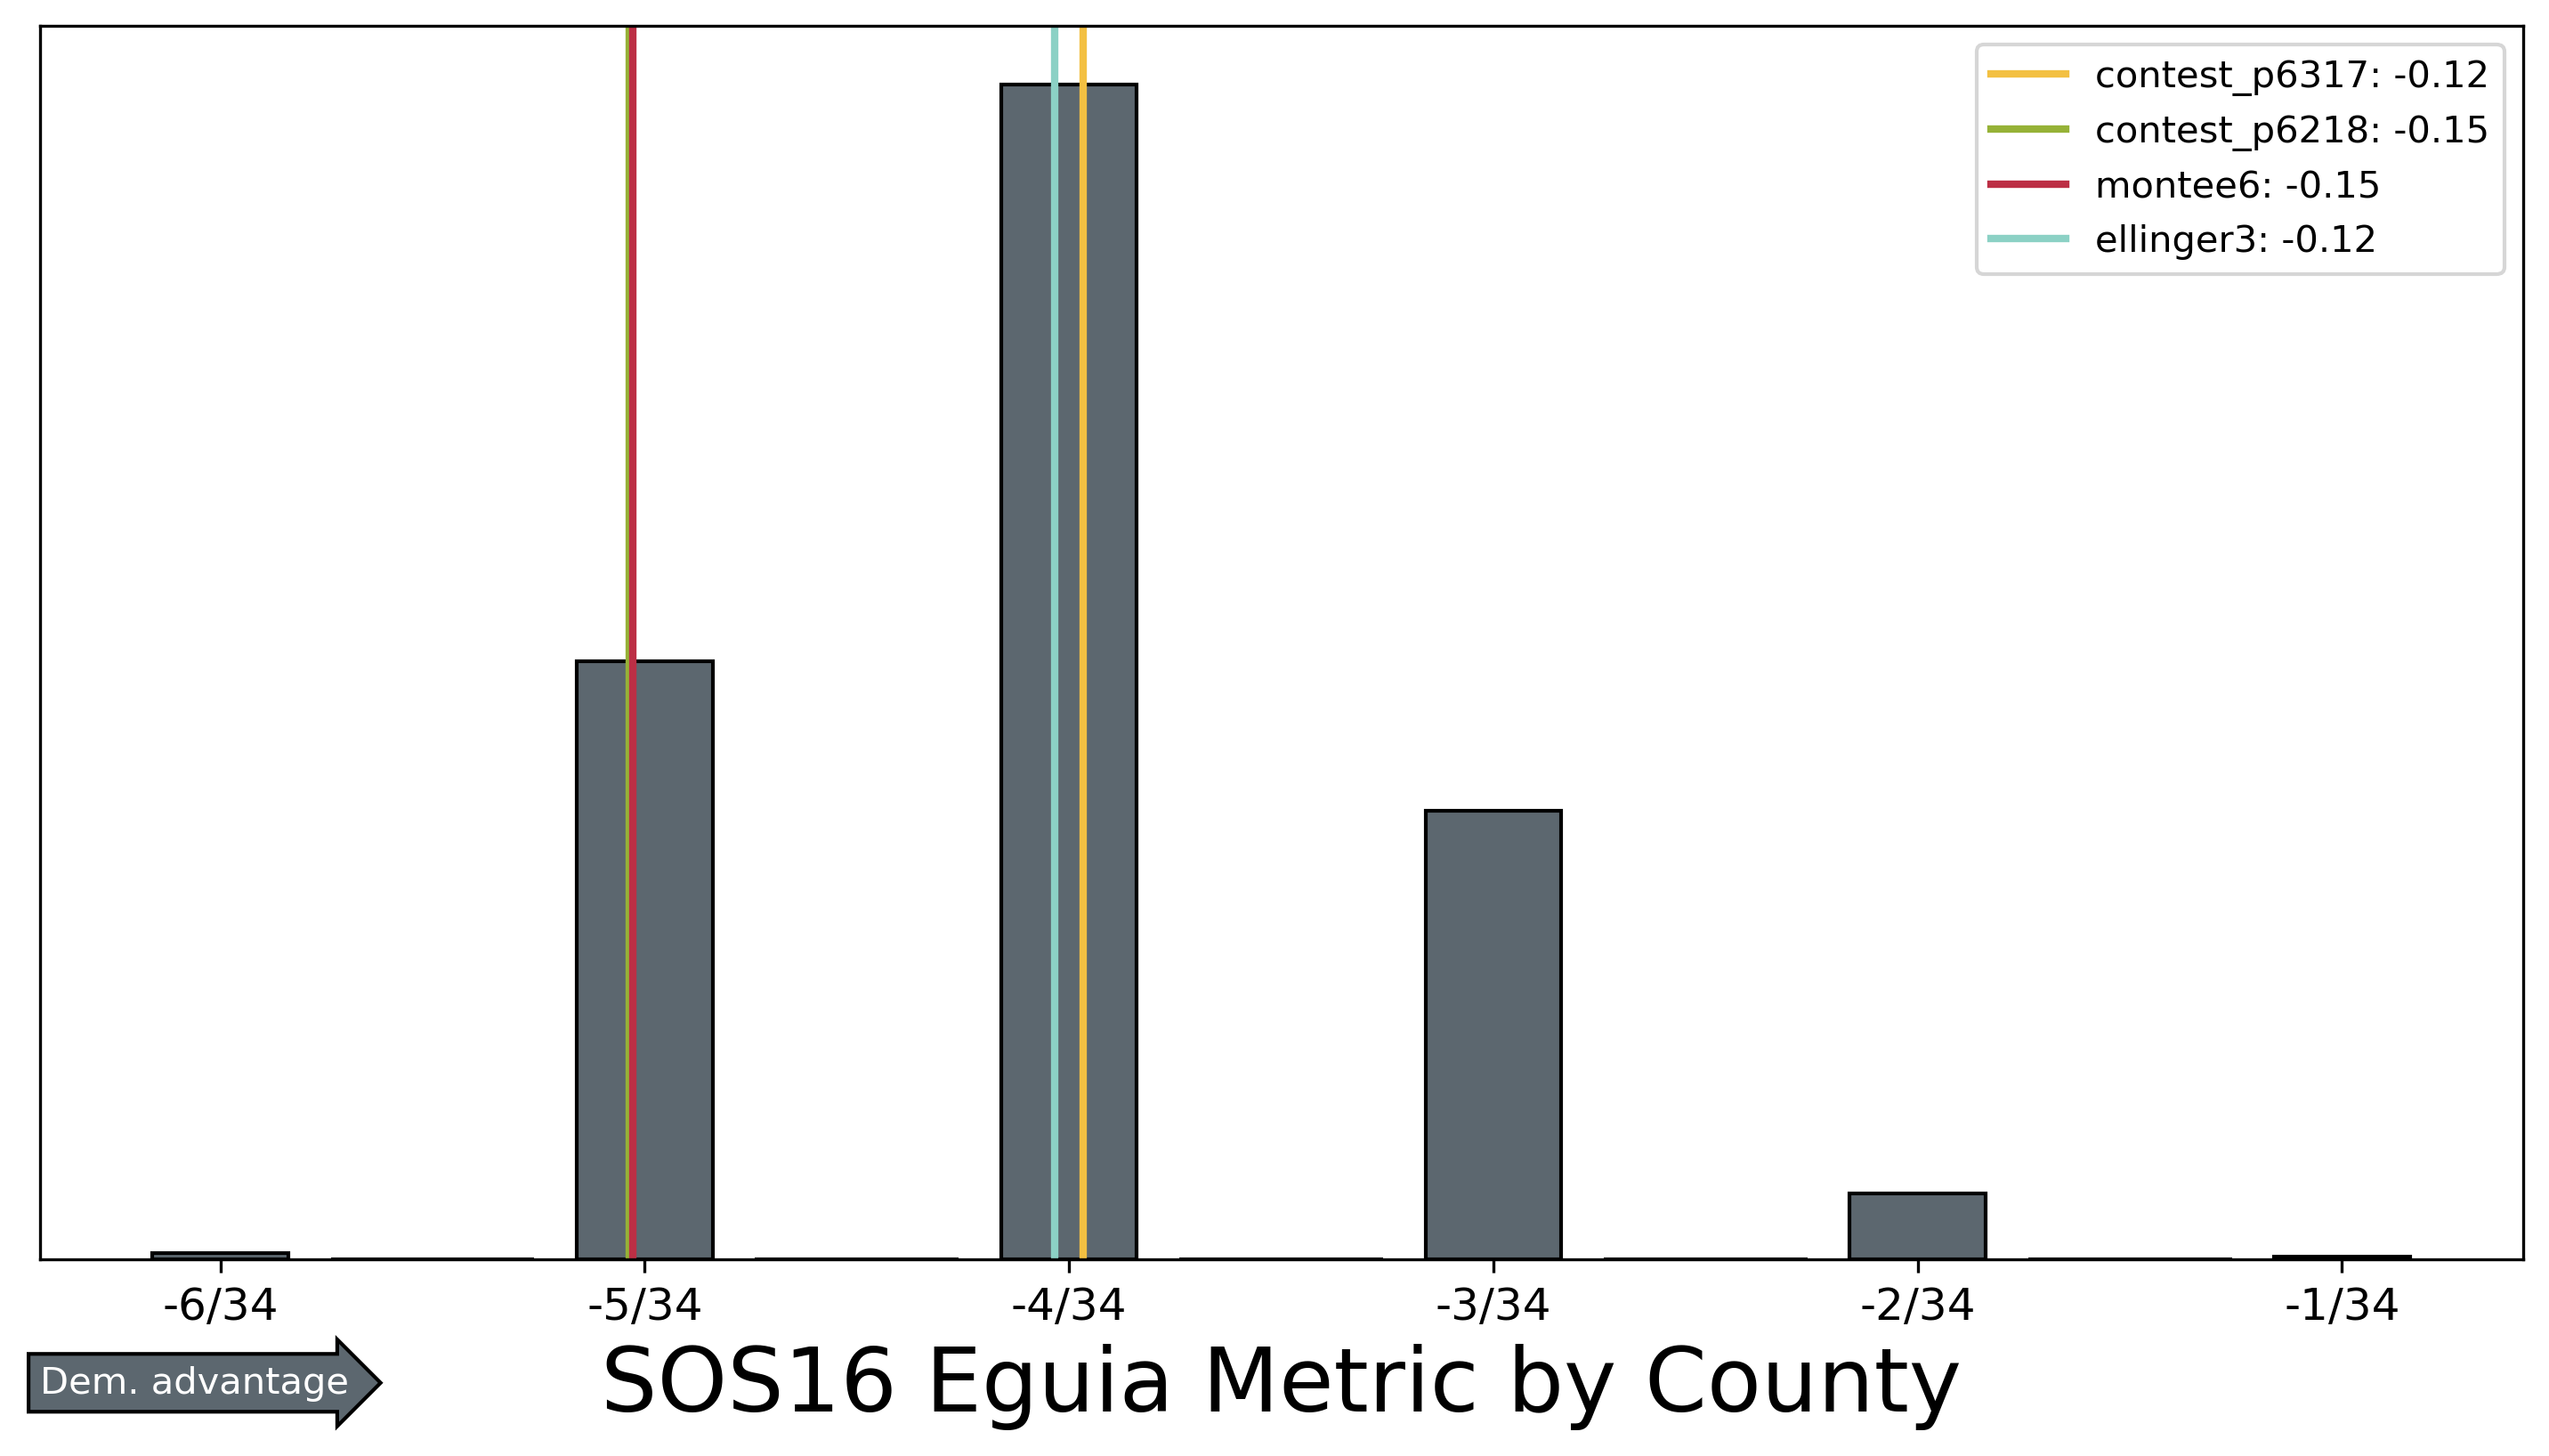 contest_p6317: -0.12
contest_p6218: -0.15
montee6: -0.15
ellinger3: -0.12
-6/34 -5/34 -4/34 -3/34 -2/34 -1/34
Dem. advantage
SOS16 Eguia Metric by County